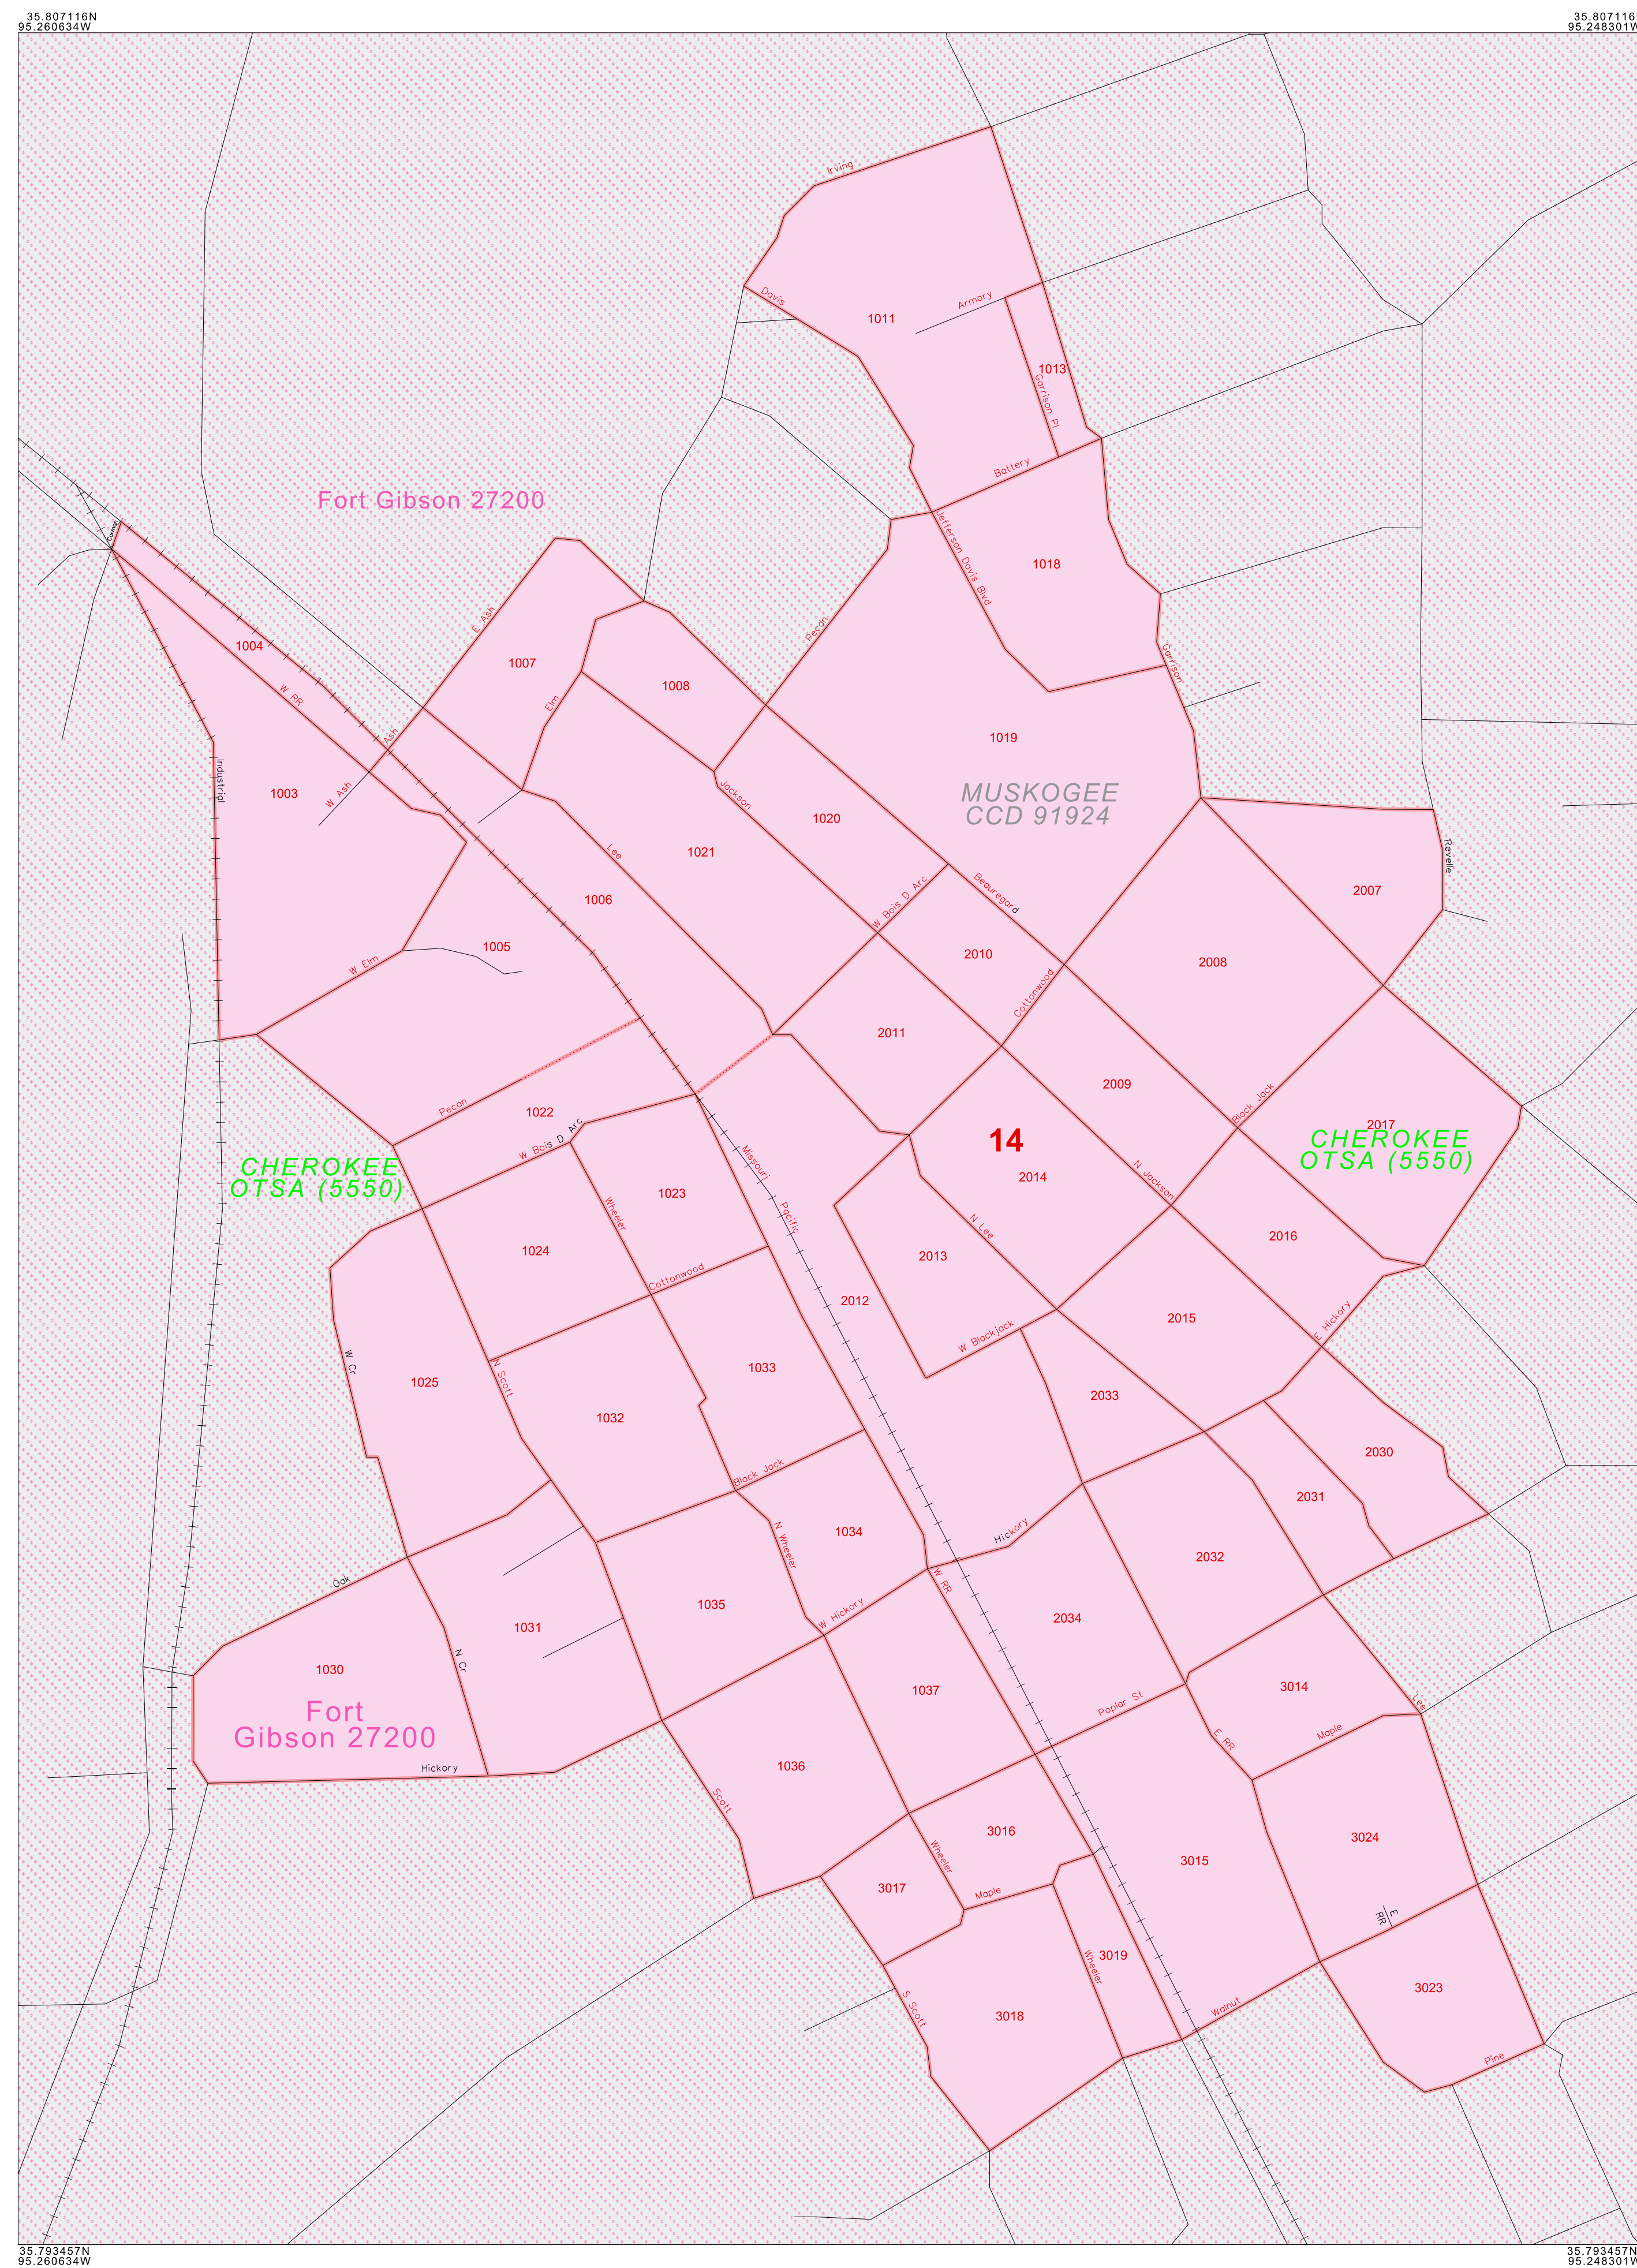 35.807116N
95.260634W
35.807116
95.248301W
Irving
Davis
Armory
1011
1013
Garrison Pl
Battery
Fort Gibson 27200
Jefferson Davis Blvd
1018
E Ash
Pecan
1004
1007
1008
Garrison
W RR
Elm
Ash
1019
Industrial
1003
W Ash
Jackson
MUSKOGEE
CCD 91924
1020
Lee
1021
Revelie
2007
W Bois D Arc
Beauregard
1006
1005
W Elm
2010
2008
Cottonwood
2011
2009
Pecan
1022
Black Jack
2017
W Bois D Arc
14
CHEROKEE
OTSA (5550)
CHEROKEE
OTSA (5550)
Missouri
Pacific
N Jackson
2014
1023
Wheeler
N Lee
2016
1024
2013
Cottonwood
2012
2015
E Hickory
W Blackjack
W Cr
1025
N Scott
1033
2033
1032
2030
Black Jack
2031
N Wheeler
1034
Hickory
2032
Oak
W RR
1035
W Hickory
2034
1031
N Cr
1030
1037
3014
Poplar St
Lee
Fort
Gibson 27200
E RR
Maple
Hickory
1036
Scott
3016
Wheeler
3024
3015
3017
Maple
E
RR
3019
Wheeler
S Scott
3018
Walnut
3023
Pine
35.793457N
95.260634W
35.793457N
95.248301W